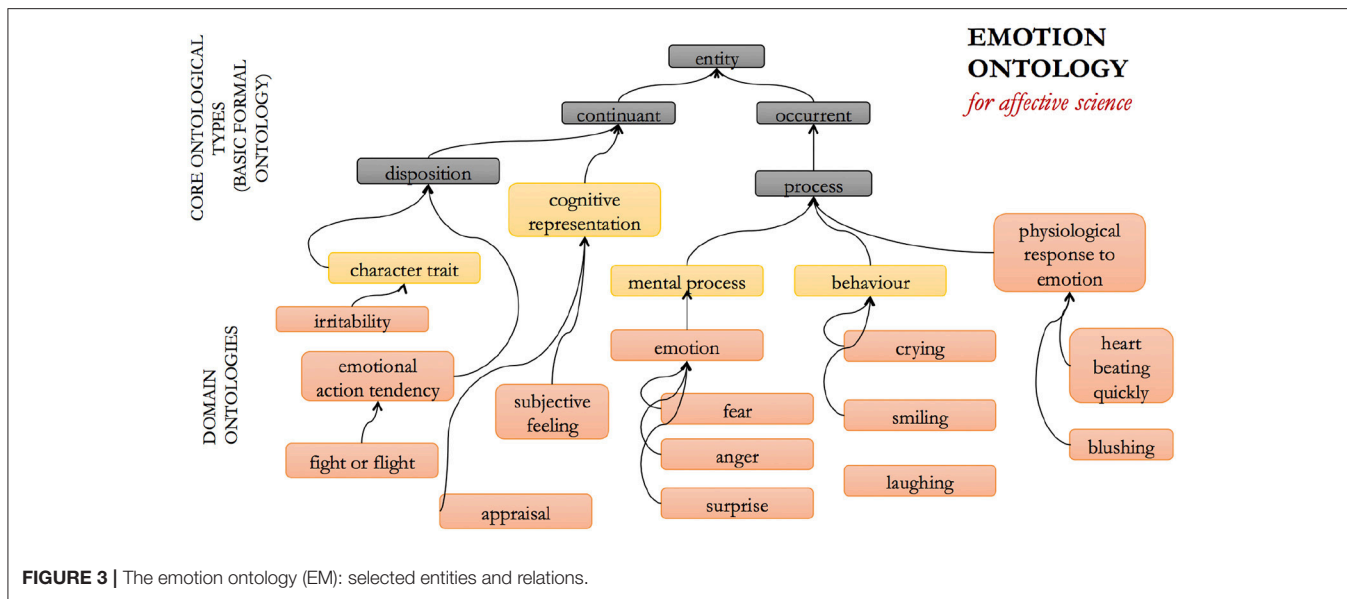 CORE ONTOLOGICAL
TYPES
(BASIC FORMAL
ONTOLOGY)
DOMAIN
ONTOLOGIES
EMOTION
ONTOLOGY
for affective science
entity
continuant
occurrent
disposition
process
cognitive
representation
physiological
response to
emotion
character trait
mental process
behaviour
irritability
emotion
crying
heart
beating
quickly
emotional
action tendency
subjective
feeling
fear
smiling
anger
blushing
fight or flight
laughing
appraisal
surprise
FIGURE 3 | The emotion ontology (EM): selected entities and relations.